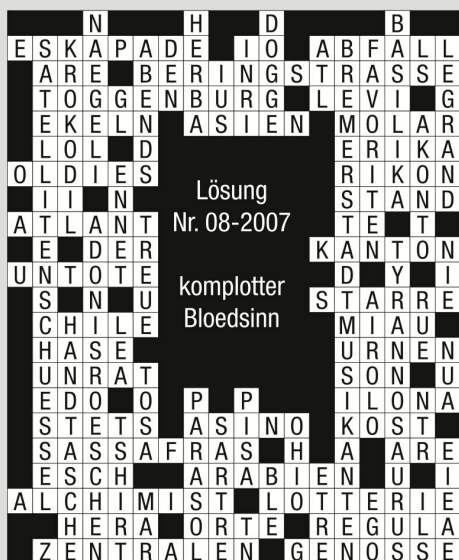 N H D B
ESKAPADE IO ABFALL
ARE BERINGSTRASSE
TOGGENBURG LEVI G
EKELN ASIEN MOLAR
LOL D ERIKA
OLDIES RIKON
II N STAND
ATLANT TE T
E DER KANTON
UNTOTE D Y I
S N U STARRE
CHILE MIAU
HASE URNEN
UNRAT SON U
EDO O P P ILONA
STETS ASINO KOST
SASSAFRAS H A ARE
ESCH ARABIEN U I
ALCHIMIST LOTTERIE
HERA ORTE REGULA
ZENTRALEN GENOSSE
Lösung
Nr. 08-2007
komplotter
Bloedsinn